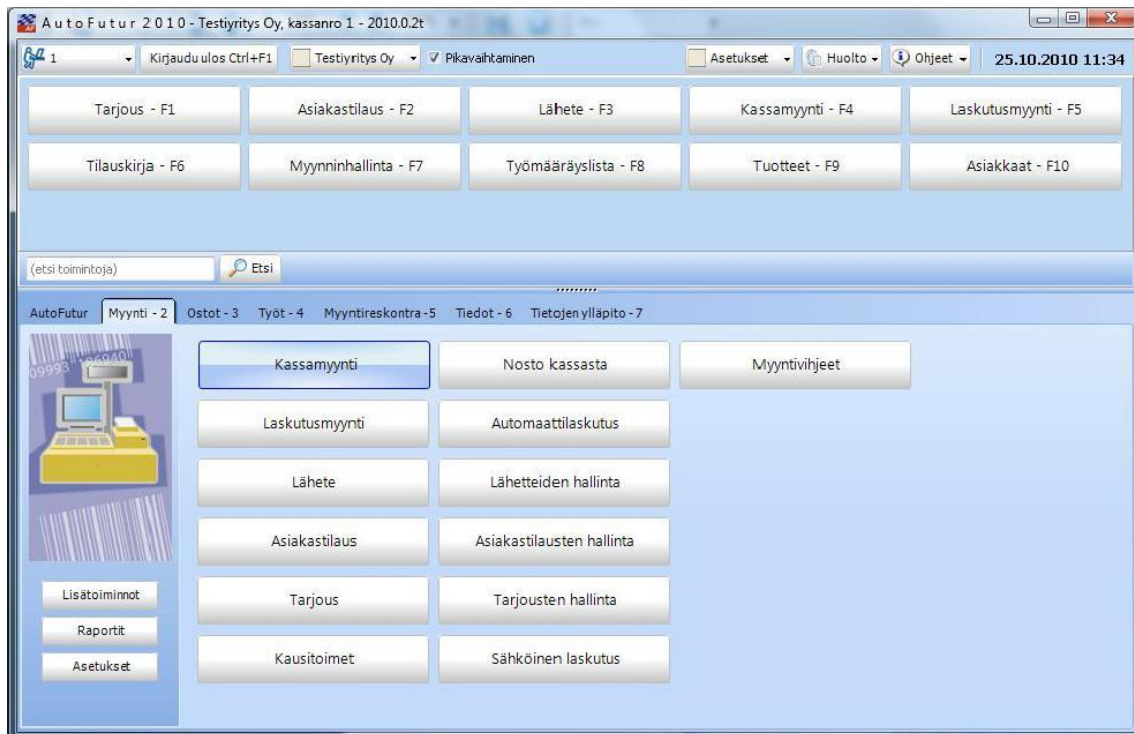 AutoFutur 2010 - Testiyritys Oy, kassanro 1 - 2010.0.2t
1 Kirjaudu ulos Ctrl+F1 Testiyritys Oy Pikavaihtaminen Asetukset Huolto Ohjeet 25.10.2010 11:34
Tarjous - F1 Asiakastilaus - F2 Lähete - F3 Kassamyynti - F4 Laskutusmyynti - F5
Tilauskirja - F6 Myynninhallinta - F7 Työmääräyslista - F8 Tuotteet - F9 Asiakkaat - F10
(etsi toimintoja) Etsi
AutoFutur Myynti - 2 Ostot - 3 Työt - 4 Myyntireskontra -5 Tiedot - 6 Tietojen ylläpito - 7
Kassamyynti Nosto kassasta Myyntivihjeet
Laskutusmyynti Automaattilaskutus
Lähete Lähetteiden hallinta
Asiakastilaus Asiakastilausten hallinta
Tarjous Tarjousten hallinta
Kausitoimet Sähköinen laskutus
Lisätoiminnot
Raportit
Asetukset